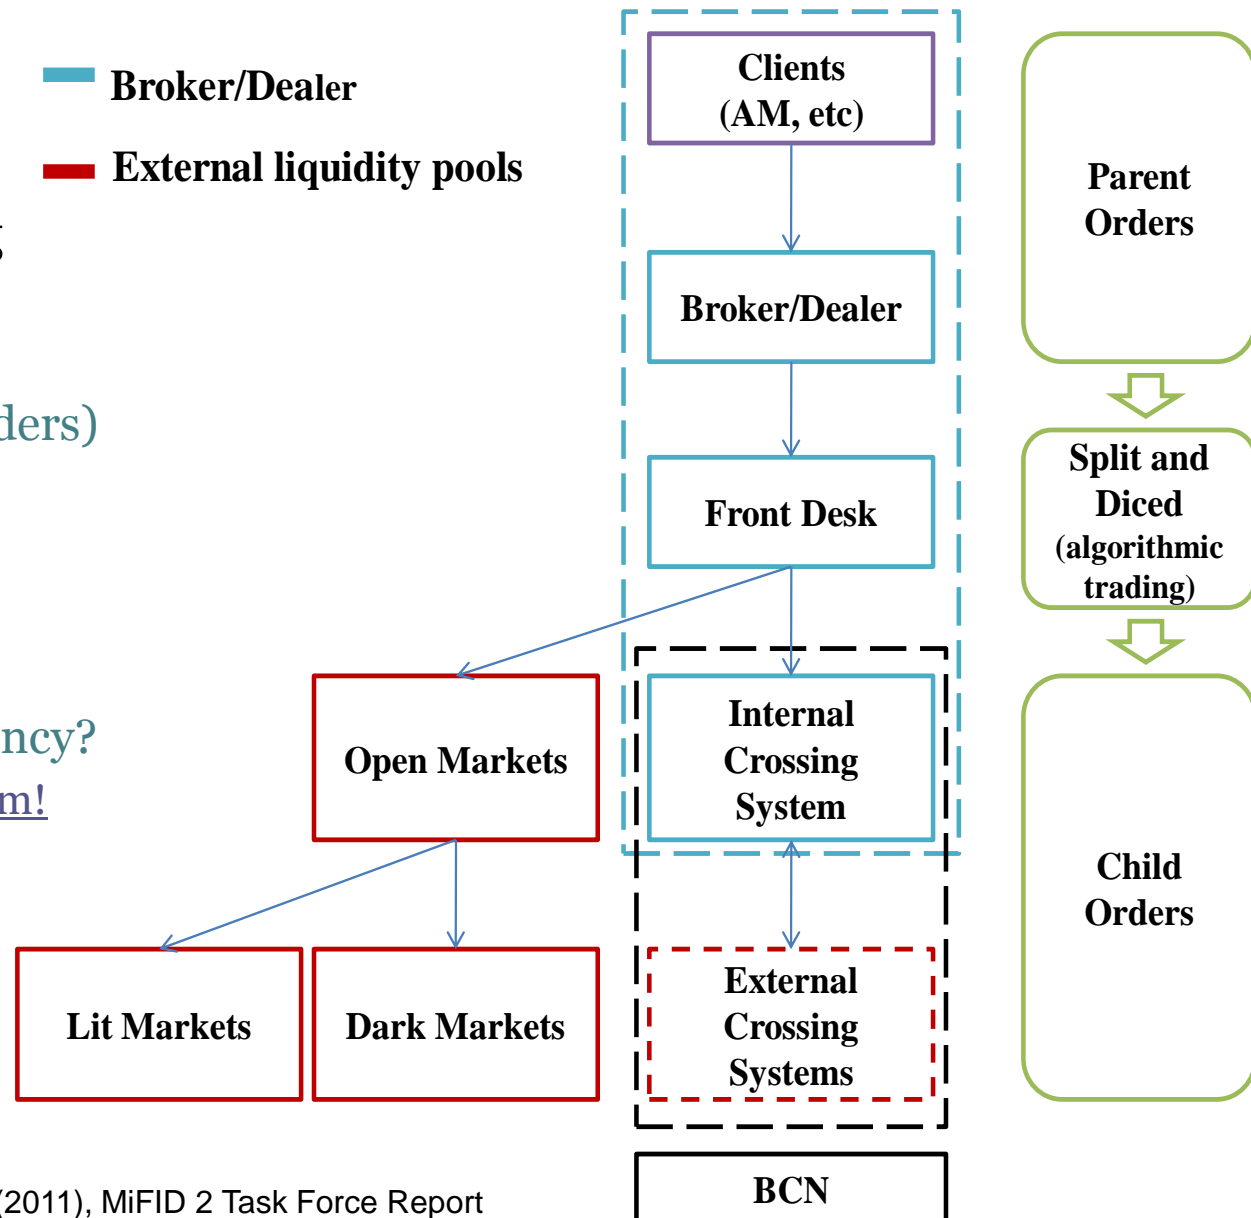 Broker/Dealer
External liquidity pools
g
ders)
ncy?
m!
Clients
(AM, etc)
Broker/Dealer
Front Desk
Open Markets
Internal
Crossing
System
Lit Markets
Dark Markets
External
Crossing
Systems
BCN
Parent
Orders
Split and
Diced
(algorithmic
trading)
Child
Orders
(2011), MiFID 2 Task Force Report